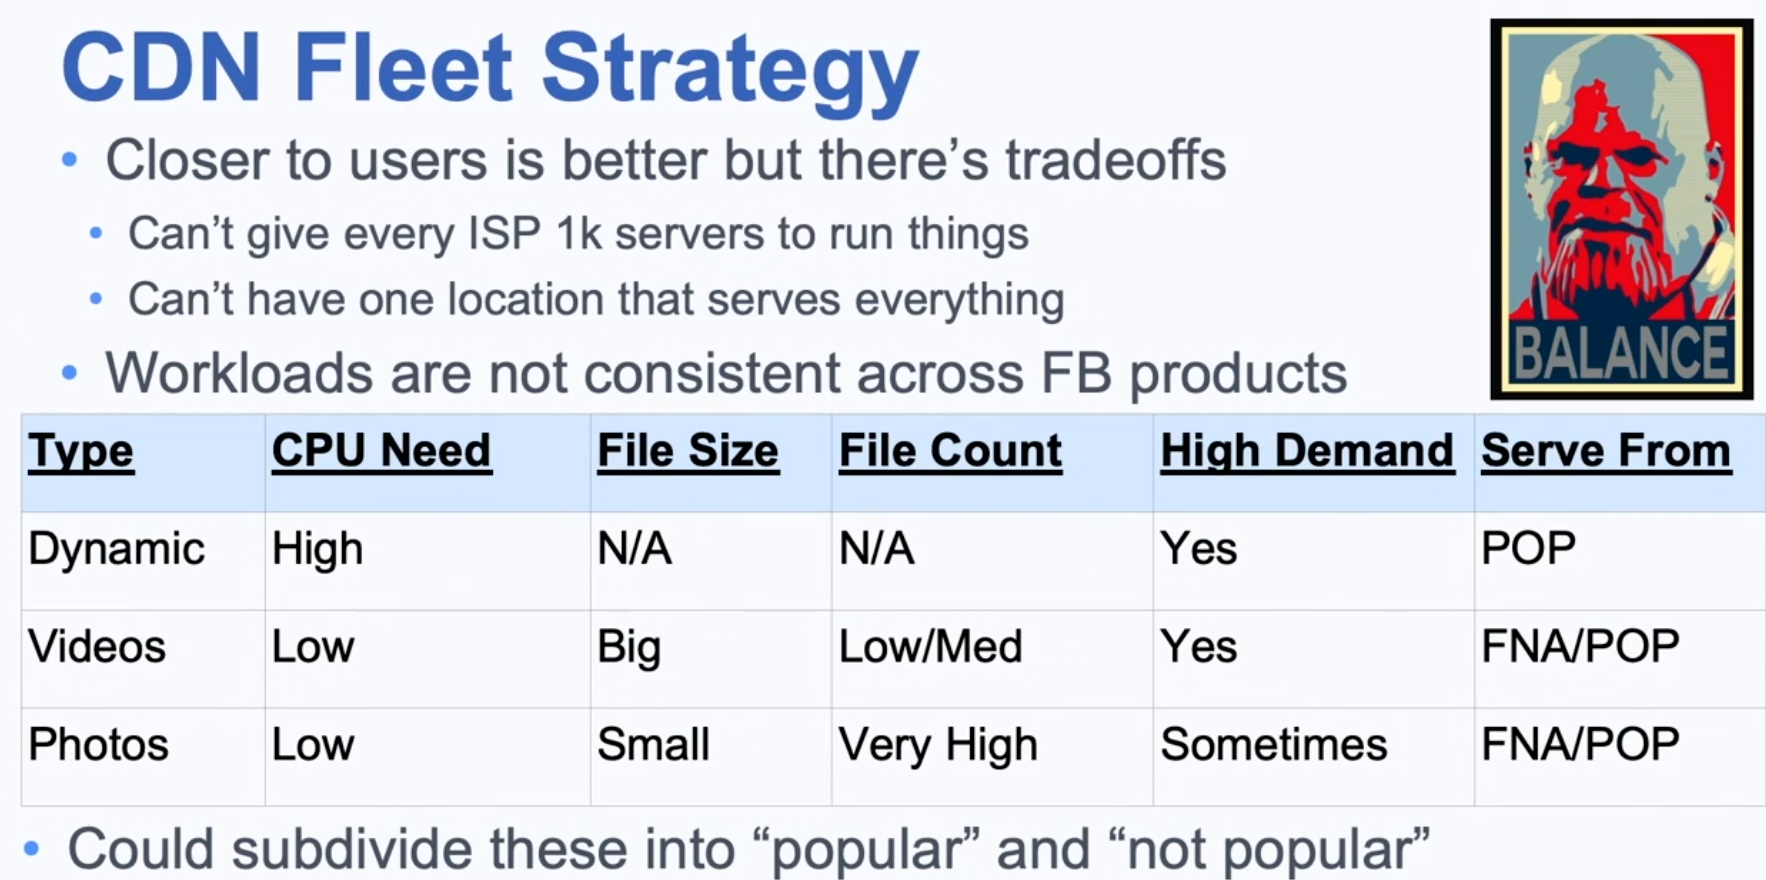 CDN Fleet Strategy
• Closer to users is better but there’s tradeoffs
• Can’t give every ISP 1k servers to run things
• Can’t have one location that serves everything
• Workloads are not consistent across FB products
BALANCE
Type CPU Need File Size File Count High Demand Serve From
Dynamic High N/A N/A Yes POP
Videos Low Big Low/Med Yes FNA/POP
Photos Low Small Very High Sometimes FNA/POP
• Could subdivide these into “popular” and “not popular”